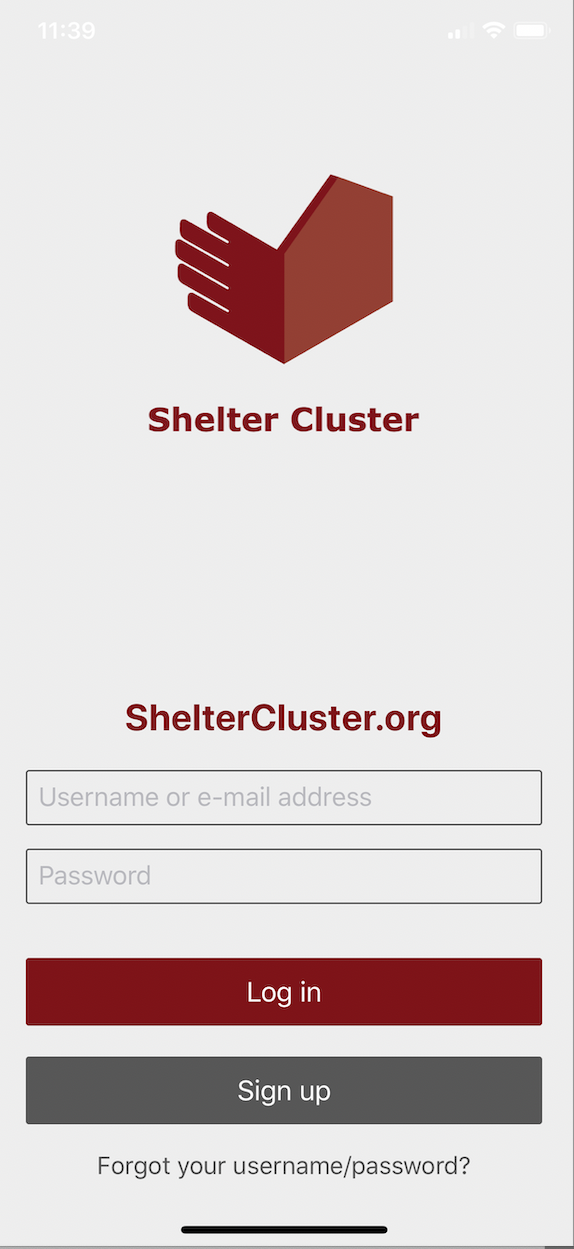 11:39
Shelter Cluster
ShelterCluster.org
Username or e-mail address
Password
Log in
Sign up
Forgot your username/password?